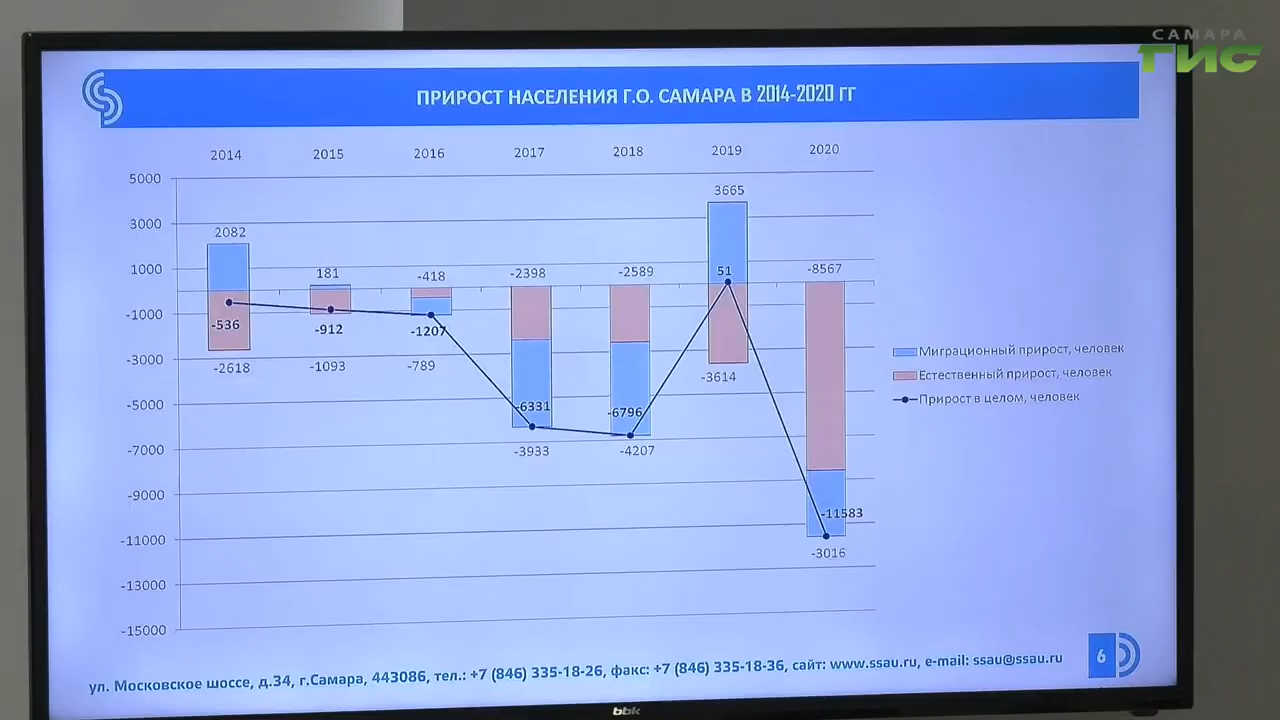 САМАРА
ГИС
ПРИРОСТ НАСЕЛЕНИЯ Г.О. САМАРА В 2014-2020 ГГ
2014 2015 2016 2017 2018 2019 2020
5000
3000
1000
-1000
-3000
-5000
-7000
-9000
-11000
-13000
-15000
2082 181 -418 -2398 -2589 3665 -8567
-536 -912 -1207 -6331 -6796 51 -11583
-2618 -1093 -789 -3933 -4207 -3614 -3016
Миграционный прирост, человек
Естественный прирост, человек
Прирост в целом, человек
6
ул. Московское шоссе, д.34, г.Самара, 443086, тел.: +7 (846) 335-18-26, факс: +7 (846) 335-18-36, сайт: www.ssau.ru, e-mail: ssau@ssau.ru
bbk